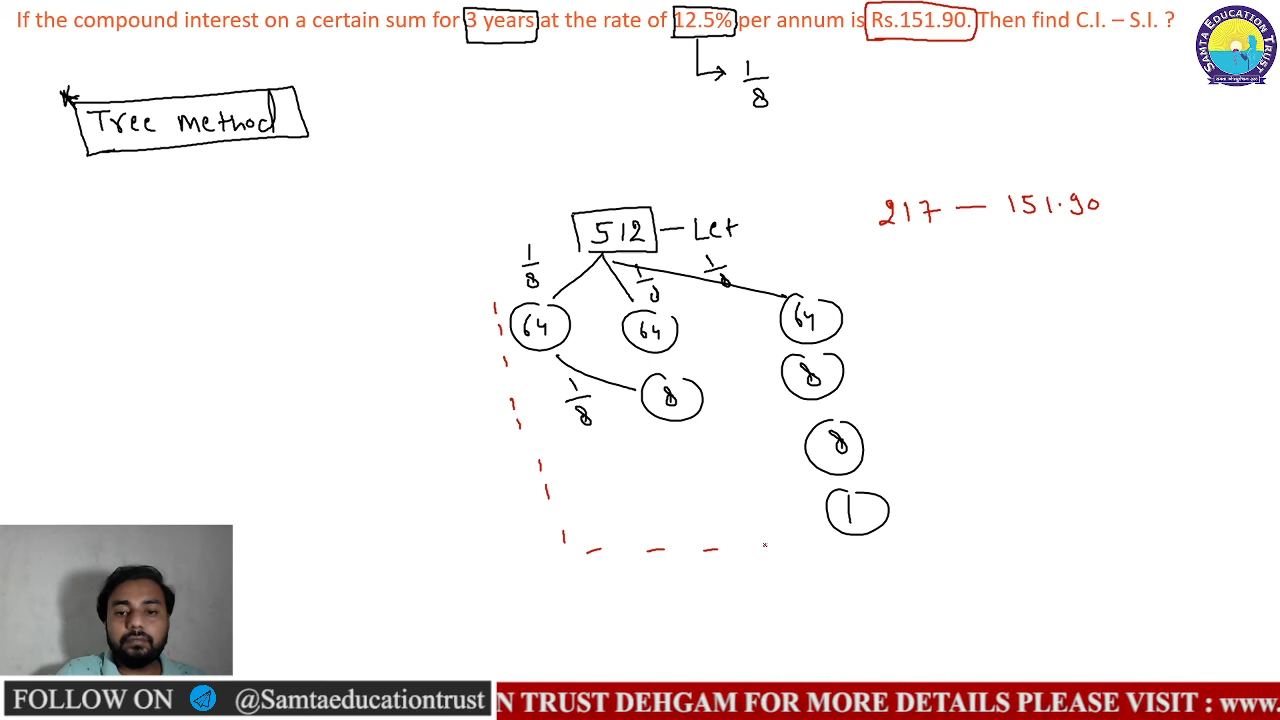 If the compound interest on a certain sum for 3 years at the rate of 12.5% per annum is Rs.151.90. Then find C.I. – S.I. ?
SAMTA EDUCATION TRUST
1/8
Tree method
217 — 151.90
512 — Let
1/8 1/8 1/8
64 64 64
8
1/8 8
8
1
FOLLOW ON @Samtaeducationtrust N TRUST DEHGAM FOR MORE DETAILS PLEASE VISIT : www.